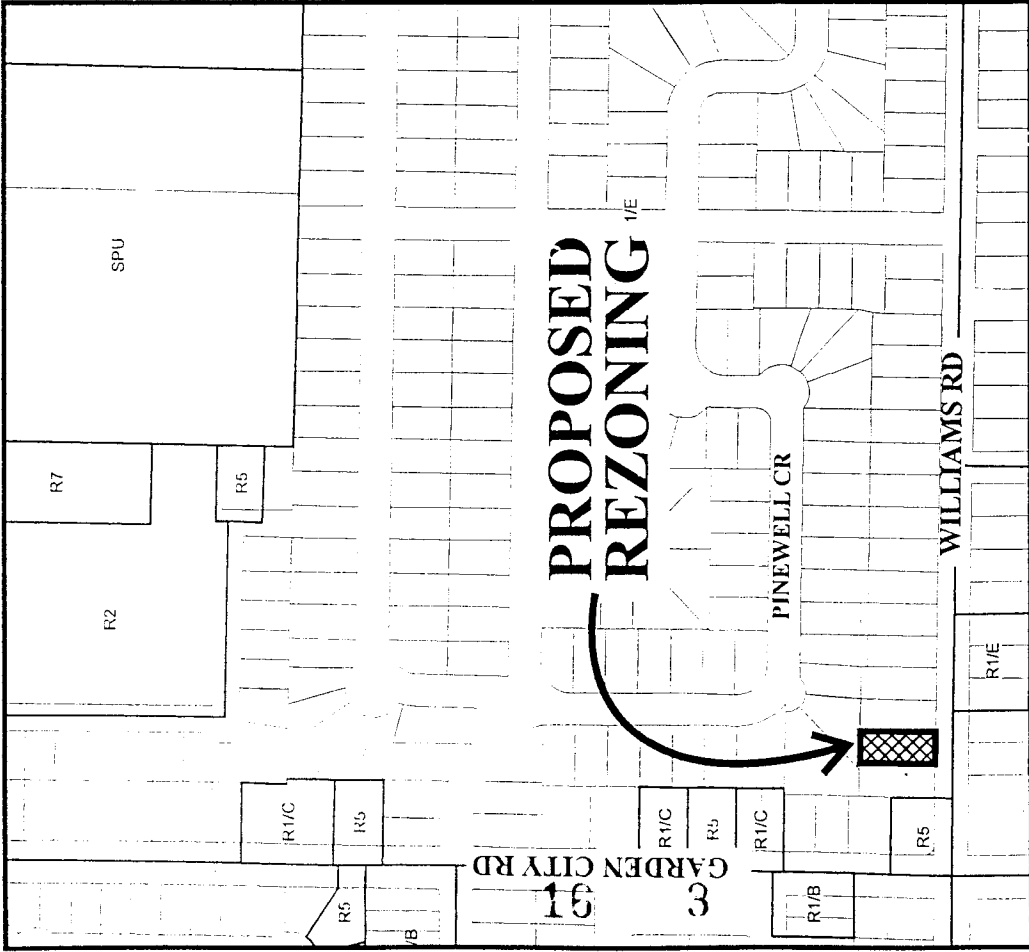 SPU
R7
R5
R2
1/E
PROPOSED
REZONING
PINEWELL CR
WILLIAMS RD
R1/E
R1/C
R5
R1/C
R5
R1/C
R5
GARDEN CITY RD
16 3
R5
/B
R1/B